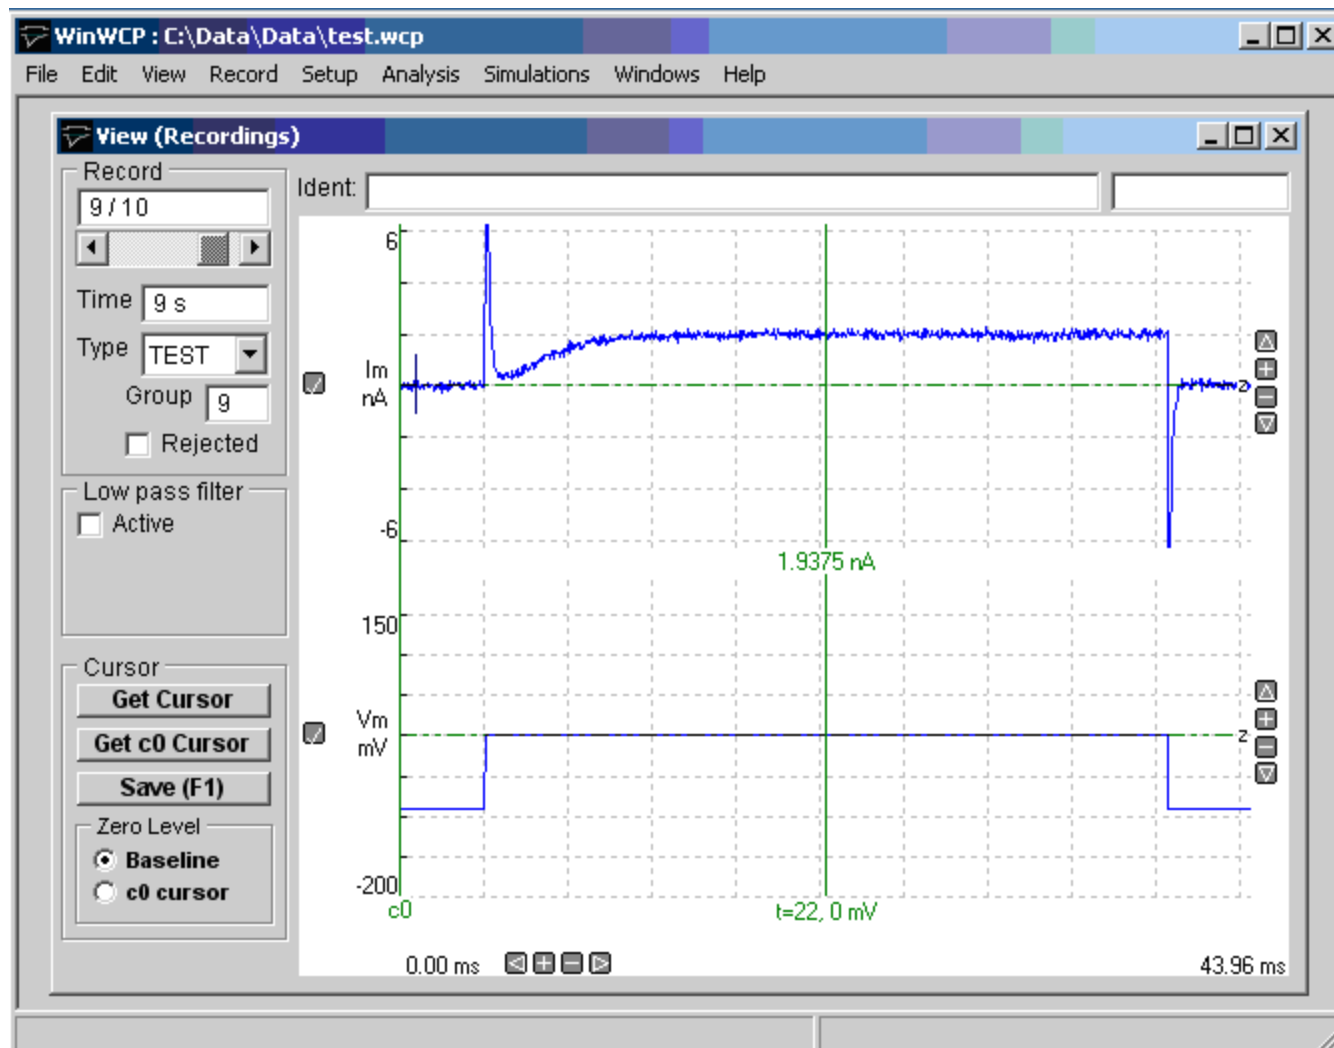 WinWCP : C:\Data\Data\test.wcp
File Edit View Record Setup Analysis Simulations Windows Help
View (Recordings)
Record
9 / 10
Time 9 s
Type TEST
Group 9
Rejected
Low pass filter
Active
Cursor
Get Cursor
Get c0 Cursor
Save (F1)
Zero Level
Baseline
c0 cursor
Ident:
6
Im
nA
z
-6
1.9375 nA
150
Vm
mV
z
-200
c0
t=22, 0 mV
0.00 ms
43.96 ms